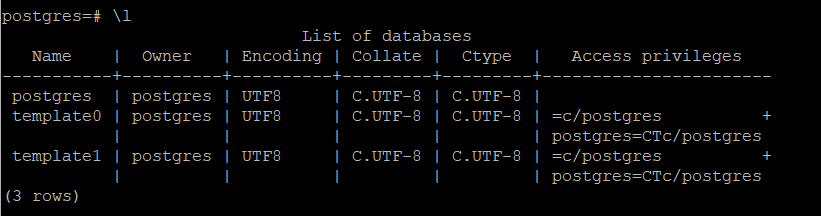 postgres=# \l
                              List of databases
   Name    |  Owner   | Encoding | Collate |  Ctype  |   Access privileges
-----------+----------+----------+---------+---------+-----------------------
 postgres  | postgres | UTF8     | C.UTF-8 | C.UTF-8 |
 template0 | postgres | UTF8     | C.UTF-8 | C.UTF-8 | =c/postgres          +
           |          |          |         |         | postgres=CTc/postgres
 template1 | postgres | UTF8     | C.UTF-8 | C.UTF-8 | =c/postgres          +
           |          |          |         |         | postgres=CTc/postgres
(3 rows)